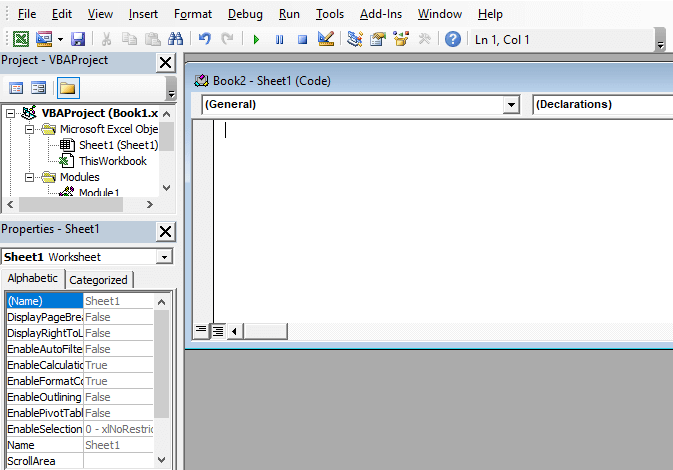 File Edit View Insert Format Debug Run Tools Add-Ins Window Help
Ln 1, Col 1
Project - VBAProject
VBAProject (Book1.x
Microsoft Excel Obje
Sheet1 (Sheet1)
ThisWorkbook
Modules
Module1
Properties - Sheet1
Sheet1 Worksheet
Alphabetic Categorized
(Name) Sheet1
DisplayPageBrea False
DisplayRightToL False
EnableAutoFilte False
EnableCalculatio True
EnableFormatCo True
EnableOutlining False
EnablePivotTabl False
EnableSelection 0 - xlNoRestric
Name Sheet1
ScrollArea
Book2 - Sheet1 (Code)
(General) (Declarations)